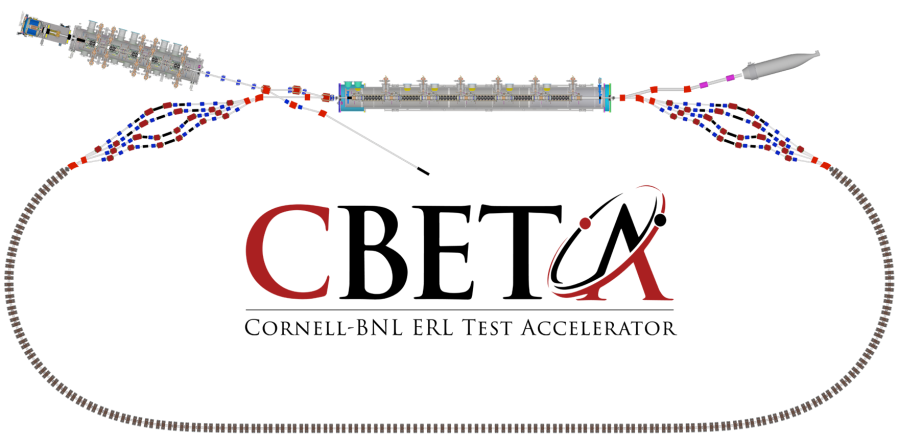 CBETA
CORNELL-BNL ERL TEST ACCELERATOR